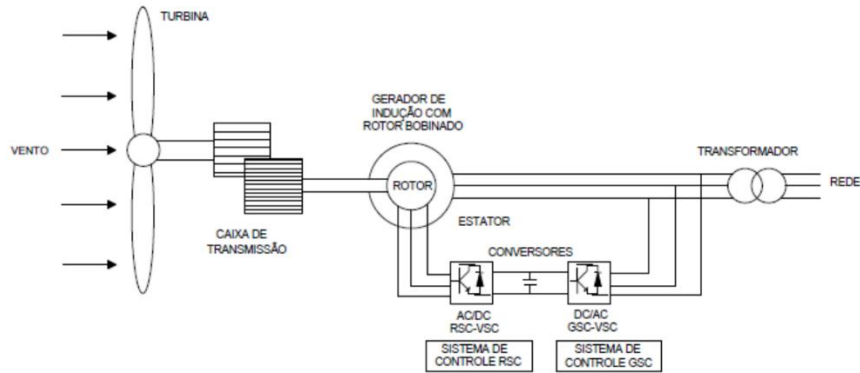 TURBINA
VENTO
CAIXA DE
TRANSMISSÃO
GERADOR DE
INDUÇÃO COM
ROTOR BOBINADO
ROTOR
ESTATOR
TRANSFORMADOR
REDE
CONVERSORES
AC/DC
RSC-VSC
DC/AC
GSC-VSC
SISTEMA DE
CONTROLE RSC
SISTEMA DE
CONTROLE GSC